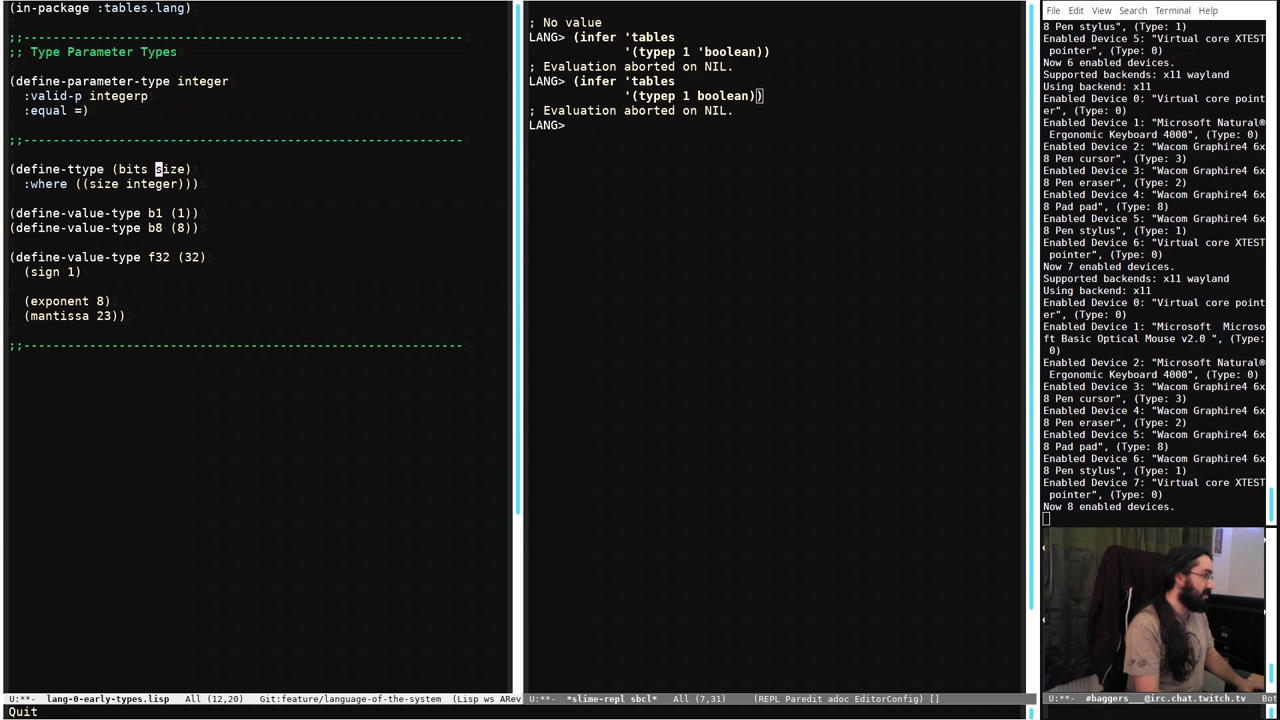 (in-package :tables.lang)
;;------------------------------------------------------------
;; Type Parameter Types
(define-parameter-type integer
  :valid-p integerp
  :equal =)
;;------------------------------------------------------------
(define-ttype (bits size)
  :where ((size integer)))
(define-value-type b1 (1))
(define-value-type b8 (8))
(define-value-type f32 (32)
  (sign 1)
  (exponent 8)
  (mantissa 23))
;;------------------------------------------------------------
U:**-  lang-0-early-types.lisp   All (12,20)   Git:feature/language-of-the-system  (Lisp ws ARev
Quit
; No value
LANG> (infer 'tables
             '(typep 1 'boolean))
; Evaluation aborted on NIL.
LANG> (infer 'tables
             '(typep 1 boolean))
; Evaluation aborted on NIL.
LANG>
U:**-  *slime-repl sbcl*   All (7,31)   (REPL Paredit adoc EditorConfig) []
File Edit View Search Terminal Help
8 Pen stylus", (Type: 1)
Enabled Device 5: "Virtual core XTEST
 pointer", (Type: 0)
Now 6 enabled devices.
Supported backends: x11 wayland
Using backend: x11
Enabled Device 0: "Virtual core point
er", (Type: 0)
Enabled Device 1: "Microsoft Natural®
 Ergonomic Keyboard 4000", (Type: 0)
Enabled Device 2: "Wacom Graphire4 6x
8 Pen cursor", (Type: 3)
Enabled Device 3: "Wacom Graphire4 6x
8 Pen eraser", (Type: 2)
Enabled Device 4: "Wacom Graphire4 6x
8 Pad pad", (Type: 8)
Enabled Device 5: "Wacom Graphire4 6x
8 Pen stylus", (Type: 1)
Enabled Device 6: "Virtual core XTEST
 pointer", (Type: 0)
Now 7 enabled devices.
Supported backends: x11 wayland
Using backend: x11
Enabled Device 0: "Virtual core point
er", (Type: 0)
Enabled Device 1: "Microsoft  Microso
ft Basic Optical Mouse v2.0 ", (Type:
 0)
Enabled Device 2: "Microsoft Natural®
 Ergonomic Keyboard 4000", (Type: 0)
Enabled Device 3: "Wacom Graphire4 6x
8 Pen cursor", (Type: 3)
Enabled Device 4: "Wacom Graphire4 6x
8 Pen eraser", (Type: 2)
Enabled Device 5: "Wacom Graphire4 6x
8 Pad pad", (Type: 8)
Enabled Device 6: "Wacom Graphire4 6x
8 Pen stylus", (Type: 1)
Enabled Device 7: "Virtual core XTEST
 pointer", (Type: 0)
Now 8 enabled devices.
U:**-  #baggers___@irc.chat.twitch.tv   Bot